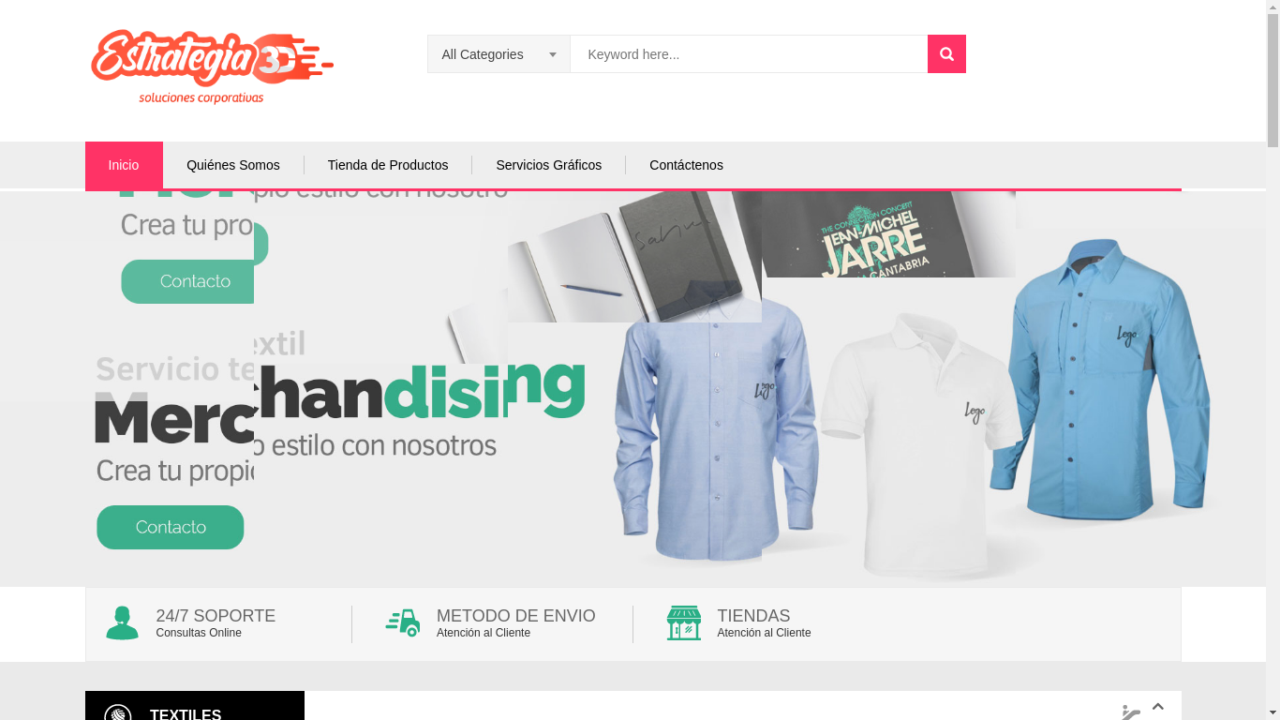 Estrategia 3D
soluciones corporativas
All Categories
Keyword here...
Inicio
Quiénes Somos
Tienda de Productos
Servicios Gráficos
Contáctenos
pio estilo con nosotro
Crea tu pro
Contacto
THE CONNECTION CONCERT
JEAN-MICHEL
JARRE
CANTABRIA
extil
Servicio te
Merchandising
ng
o estilo con nosotros
Crea tu propi
Contacto
Logo
Logo
Logo
24/7 SOPORTE
Consultas Online
METODO DE ENVIO
Atención al Cliente
TIENDAS
Atención al Cliente
TEXTILES